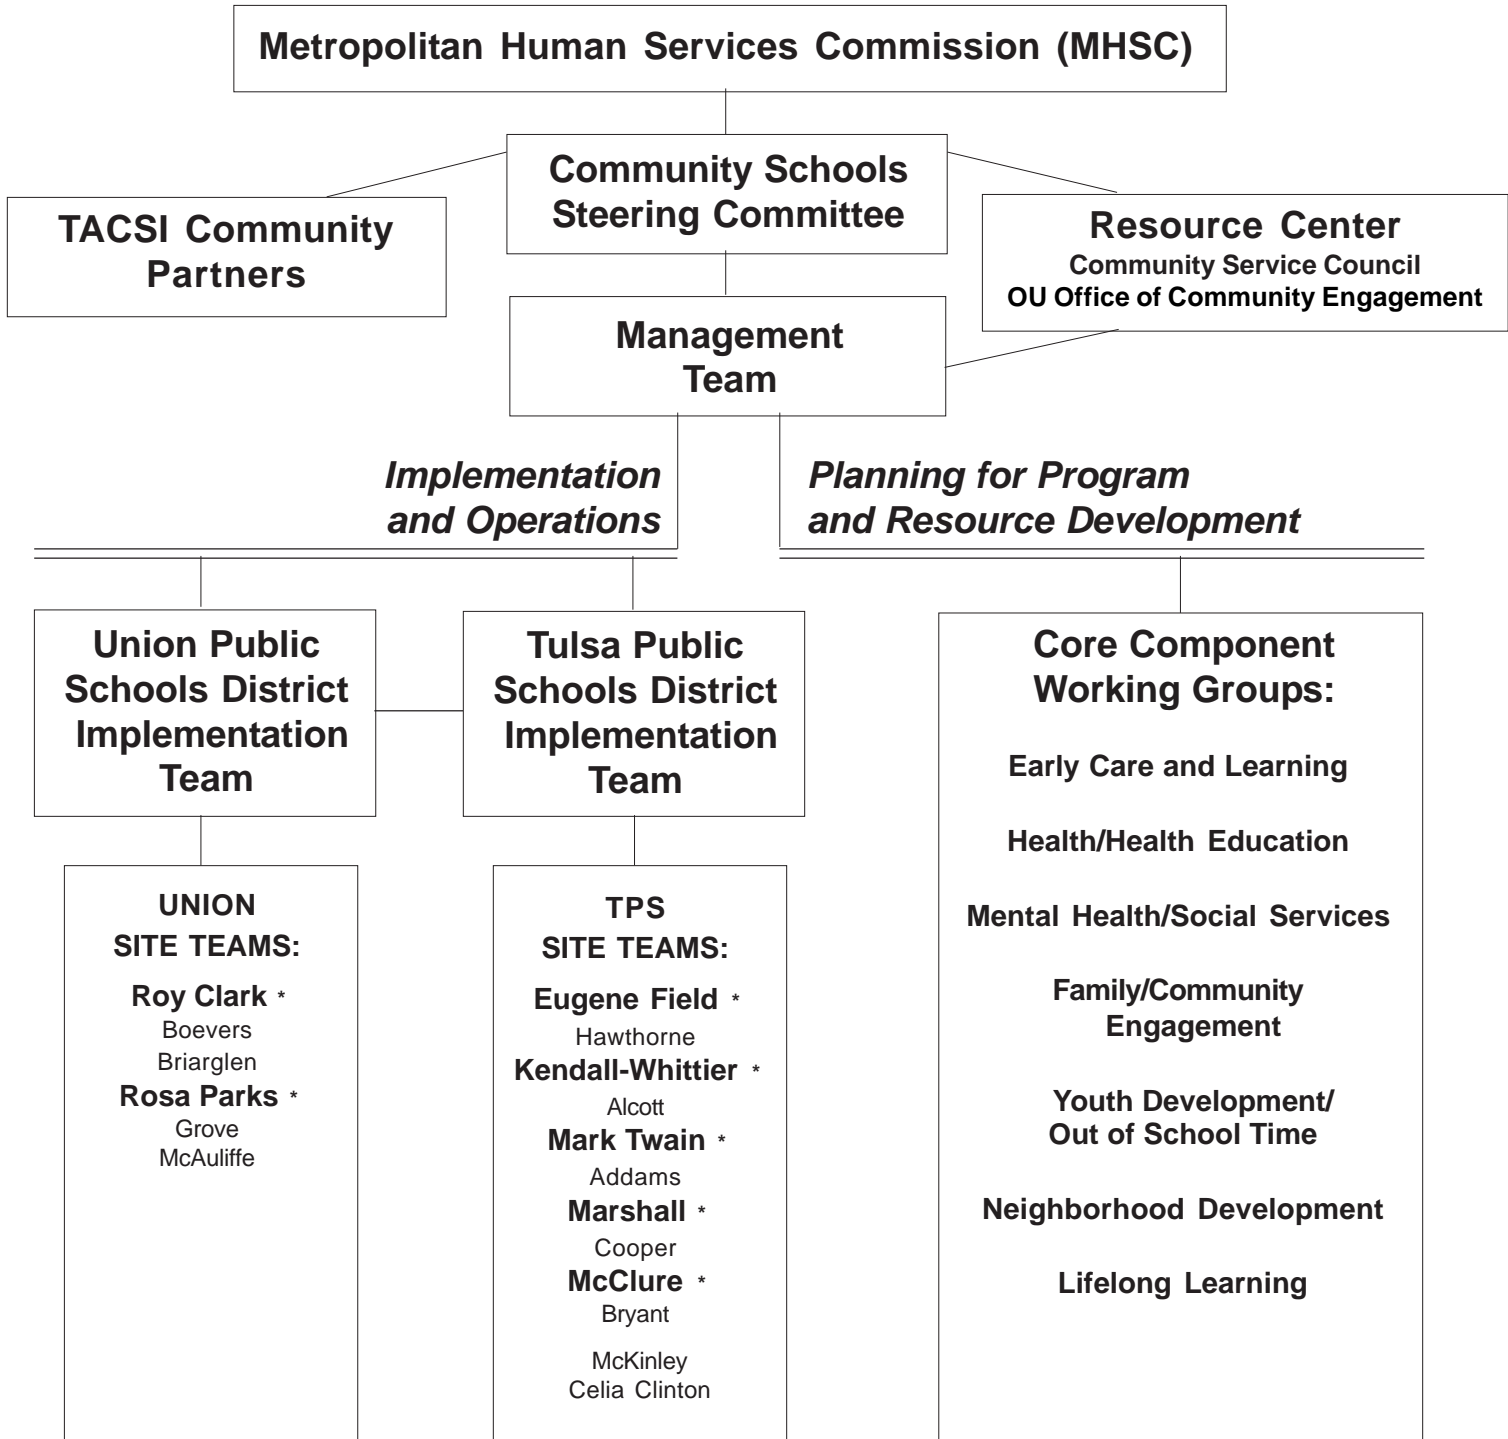 Metropolitan Human Services Commission (MHSC)
Community Schools
Steering Committee
TACSI Community
Partners
Resource Center
Community Service Council
OU Office of Community Engagement
Management
Team
Implementation
and Operations
Planning for Program
and Resource Development
Union Public
Schools District
Implementation
Team
Tulsa Public
Schools District
Implementation
Team
Core Component
Working Groups:
Early Care and Learning
Health/Health Education
Mental Health/Social Services
Family/Community
Engagement
Youth Development/
Out of School Time
Neighborhood Development
Lifelong Learning
UNION
SITE TEAMS:
Roy Clark *
Boevers
Briarglen
Rosa Parks *
Grove
McAuliffe
TPS
SITE TEAMS:
Eugene Field *
Hawthorne
Kendall-Whittier *
Alcott
Mark Twain *
Addams
Marshall *
Cooper
McClure *
Bryant
McKinley
Celia Clinton